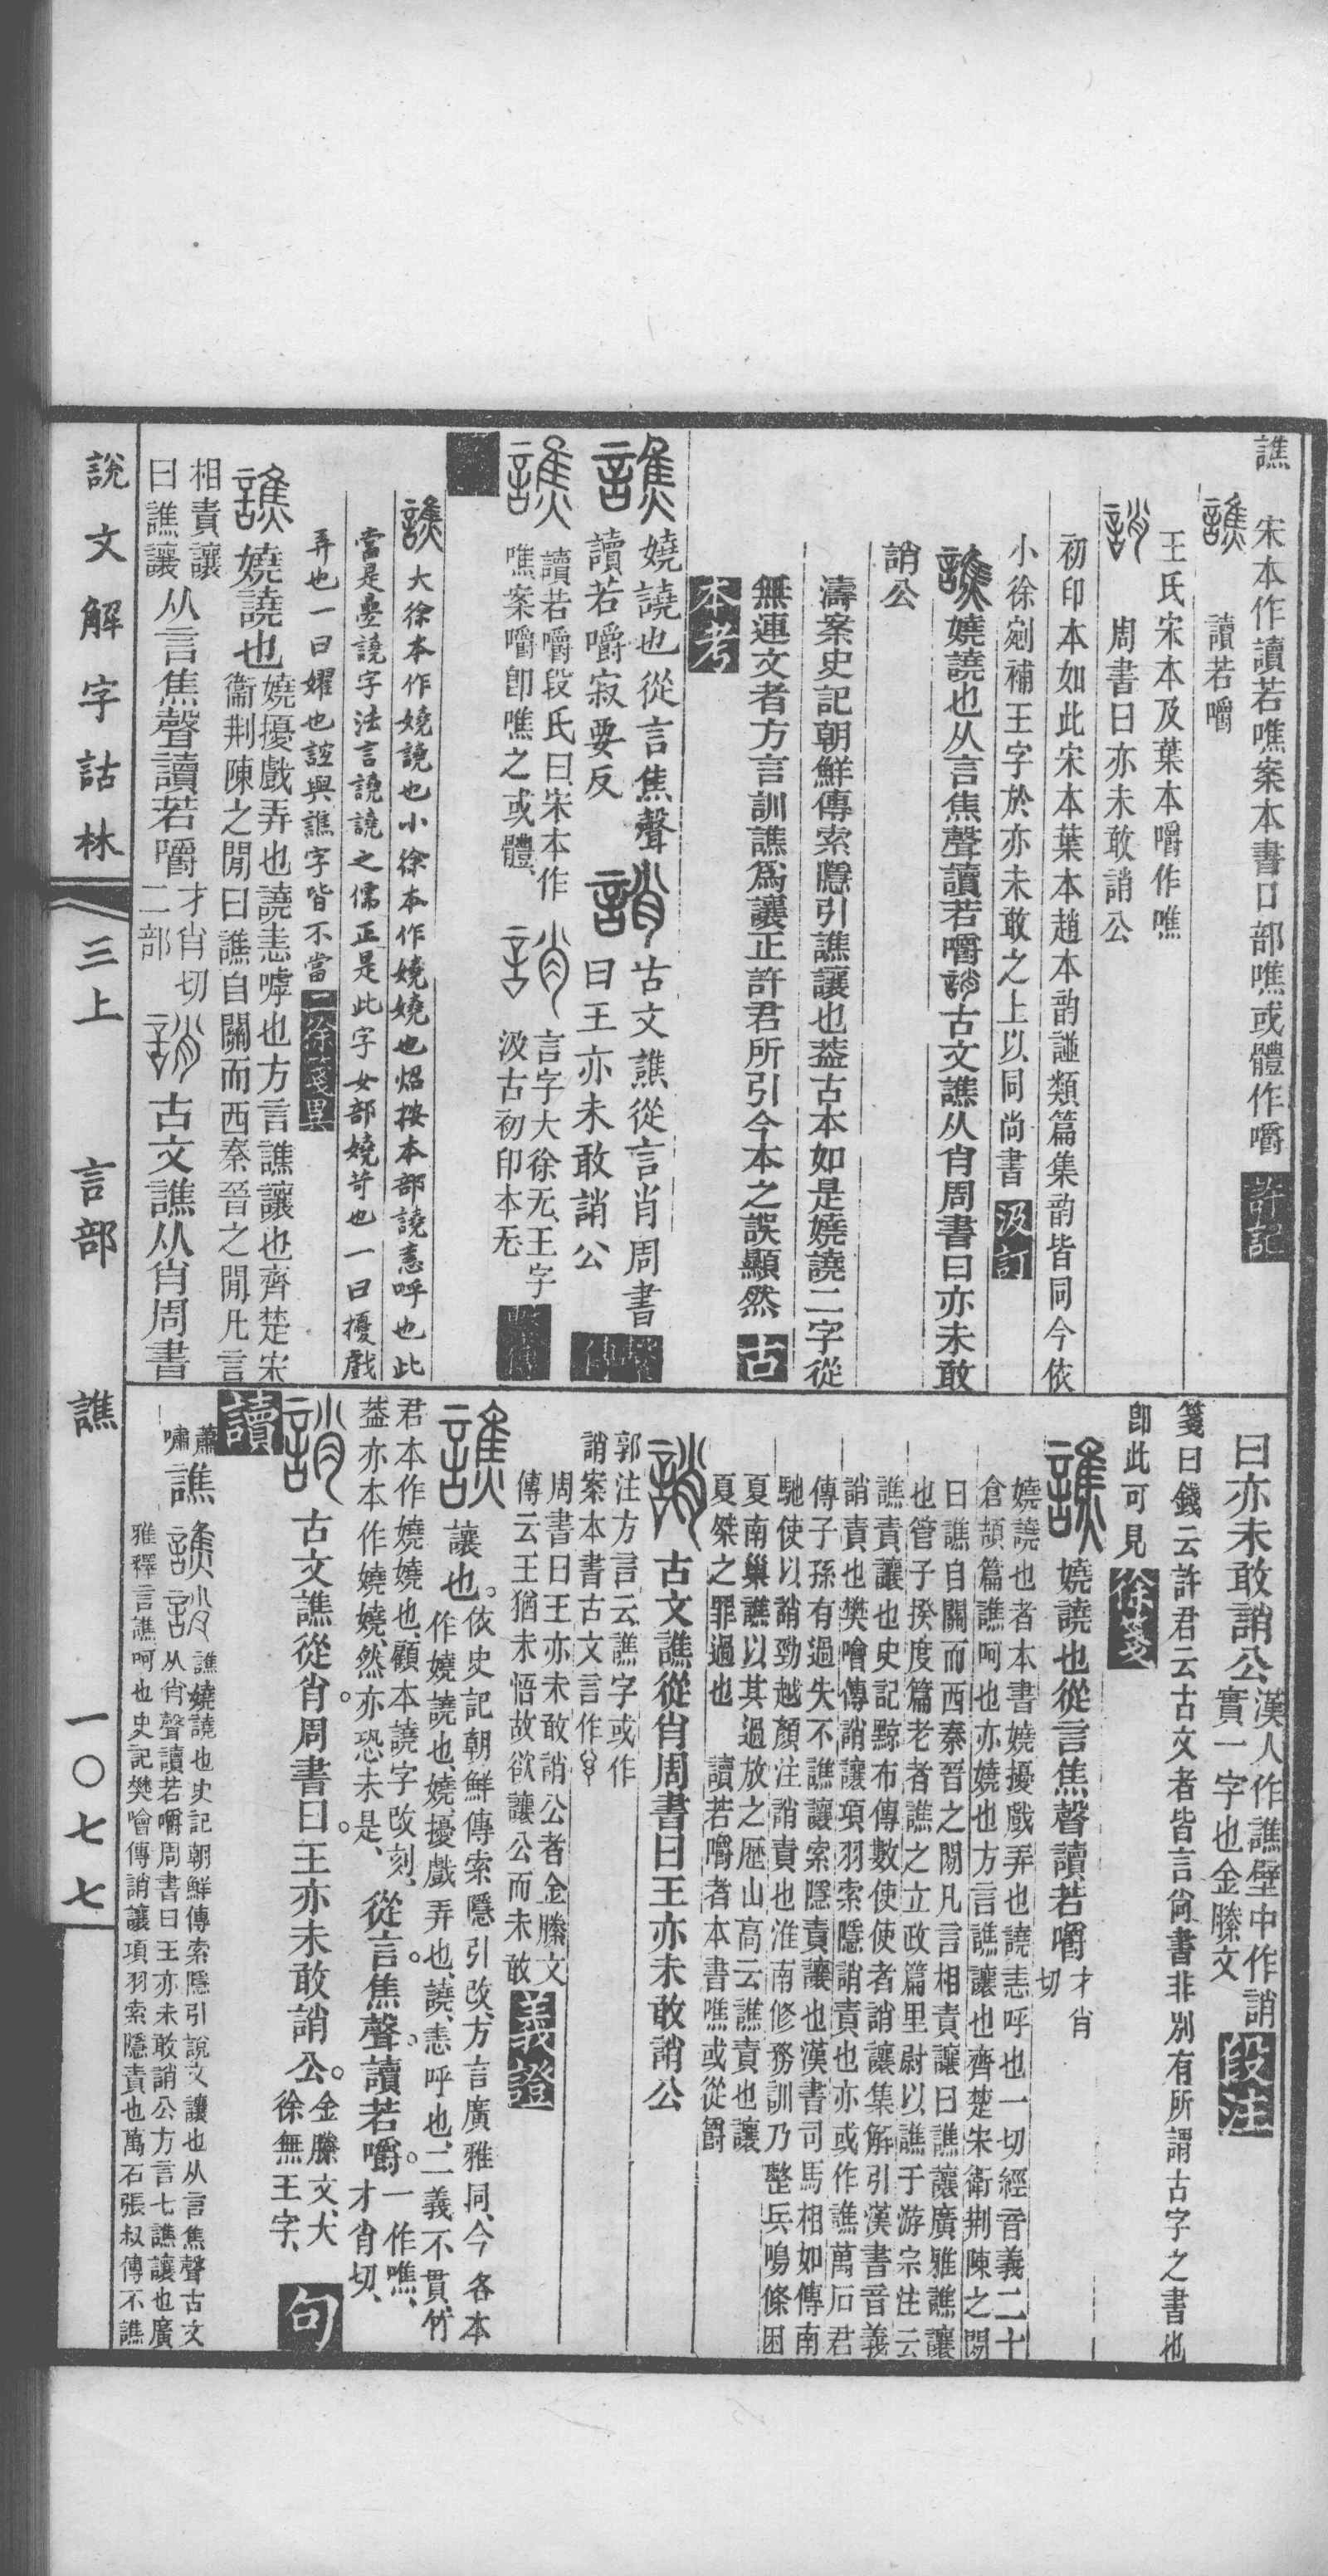 譙 宋本作讀若噍案本書口部噍或體作嚼 許記
譙 讀若嚼
王氏宋本及葉本嚼作噍
誚 周書曰亦未敢誚公
初印本如此宋本葉本趙本韵譜類篇集韵皆同今依
小徐剜補王字於亦未敢之上以同尚書 汲訂
譙嬈譊也从言焦聲讀若嚼誚古文譙从肖周書曰亦未敢
誚公
濤案史記朝鮮傳索隱引譙讓也葢古本如是嬈譊二字從
無連文者方言訓譙爲讓正許君所引今本之誤顯然 古
本考
譙 嬈譊也從言焦聲
讀若嚼寂要反
誚 古文譙從言肖周書
曰王亦未敢誚公 繫傳
譙 讀若嚼段氏曰宋本作
噍案嚼卽噍之或體
誚 言字大徐无王字
汲古初印本无
譙大徐本作嬈譊也小徐本作嬈嬈也炤按本部譊恚呼也此
當是憂譊字法言譊譊之儒正是此字女部嬈苛也一曰擾戲
弄也一曰嬥也諠與譙字皆不當 二徐箋異
譙 嬈譊也 嬈擾戲弄也譊恚嘑也方言譙讓也齊楚宋
衞荆陳之閒曰譙自關而西秦晉之閒凡言
相責讓
曰譙讓 从言焦聲讀若嚼 才肖切
二部 誚 古文譙从肖周書
說文解字詁林 三上 言部 譙 一〇七七
曰亦未敢誚公 漢人作譙壁中作誚
實一字也金縢文 段注
箋曰錢云許君云古文者皆言尚書非别有所謂古字之書也
卽此可見 徐箋
譙 嬈譊也從言焦聲讀若嚼 才肖
切
嬈譊也者本書嬈擾戲弄也譊恚呼也一切經音義二十
倉頡篇譙呵也亦嬈也方言譙讓也齊楚宋衛荆陳之閒
曰譙自關而西秦晉之閒凡言相責讓曰譙讓廣雅譙讓
也管子揆度篇老者譙之立政篇里尉以譙于游宗注云
譙責讓也史記黥布傳數使使者誚讓集解引漢書音義
誚責也樊噲傳誚讓項羽索隱誚責也亦或作譙萬石君
傳子孫有過失不譙讓索隱責讓也漢書司馬相如傳南
馳使以誚勁越顏注誚責也淮南修務訓乃整兵鳴條困
夏南巢譙以其過放之歷山高云譙責也讓
夏桀之罪過也 讀若嚼者本書噍或從爵
誚 古文譙從肖周書曰王亦未敢誚公
郭注方言云譙字或作
誚案本書古文言作
周書曰王亦未敢誚公者金縢文
傳云王猶未悟故欲讓公而未敢 義證
譙 讓也。依史記朝鮮傳索隱引改、方言廣雅同、今各本
作嬈譊也、嬈、擾戲弄也、譊、恚呼也、二義不貫、竹
君本作嬈嬈也、顧本譊字改刻、
葢亦本作嬈嬈、然亦恐未是、 從言。焦聲。讀若嚼。一作噍、
才肖切、
誚 古文譙從肖。周書曰。王亦未敢誚公。金縢文、大
徐無王字、 句
讀
蕭
嘯 譙 譙誚 譙嬈譊也史記朝鮮傳索隱引說文讓也从言焦聲古文
从肖聲讀若嚼周書曰王亦未敢誚公方言七譙讓也廣
雅釋言譙呵也史記樊噲傳誚讓項羽索隱責也萬石張叔傳不譙